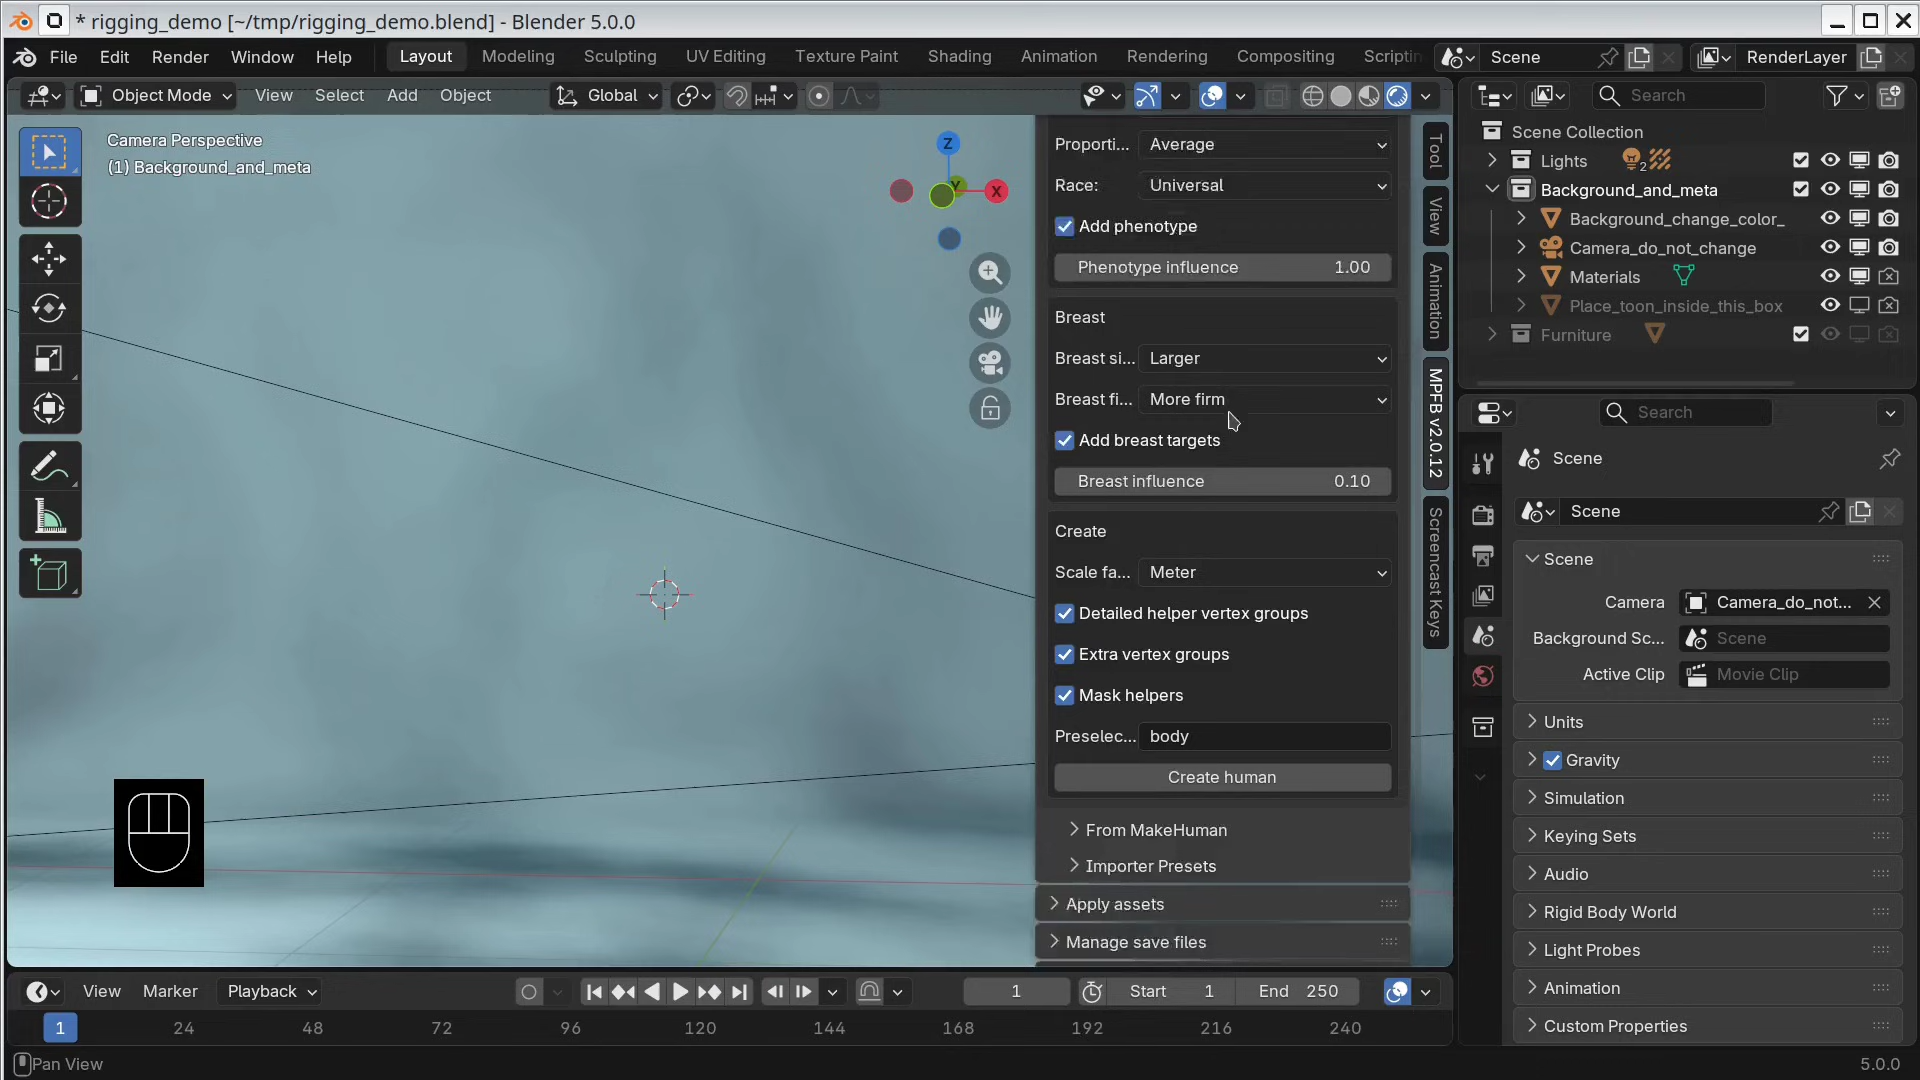 * rigging_demo [~/tmp/rigging_demo.blend] - Blender 5.0.0
File Edit Render Window Help Layout Modeling Sculpting UV Editing Texture Paint Shading Animation Rendering Compositing Scriptin Scene RenderLayer
Object Mode View Select Add Object Global Search
Camera Perspective
(1) Background_and_meta
Z
Y
X
Proporti... Average
Race: Universal
Add phenotype
Phenotype influence 1.00
Breast
Breast si... Larger
Breast fi... More firm
Add breast targets
Breast influence 0.10
Create
Scale fa... Meter
Detailed helper vertex groups
Extra vertex groups
Mask helpers
Preselec... body
Create human
From MakeHuman
Importer Presets
Apply assets
Manage save files
Tool
View
Animation
MPFB v2.0.12
Screencast Keys
Scene Collection
Lights 2
Background_and_meta
Background_change_color_
Camera_do_not_change
Materials
Place_toon_inside_this_box
Furniture
Search
Scene
Scene
Scene
Camera Camera_do_not...
Background Sc... Scene
Active Clip Movie Clip
Units
Gravity
Simulation
Keying Sets
Audio
Rigid Body World
Light Probes
Animation
Custom Properties
View Marker Playback 1 Start 1 End 250
1 24 48 72 96 120 144 168 192 216 240
Pan View 5.0.0